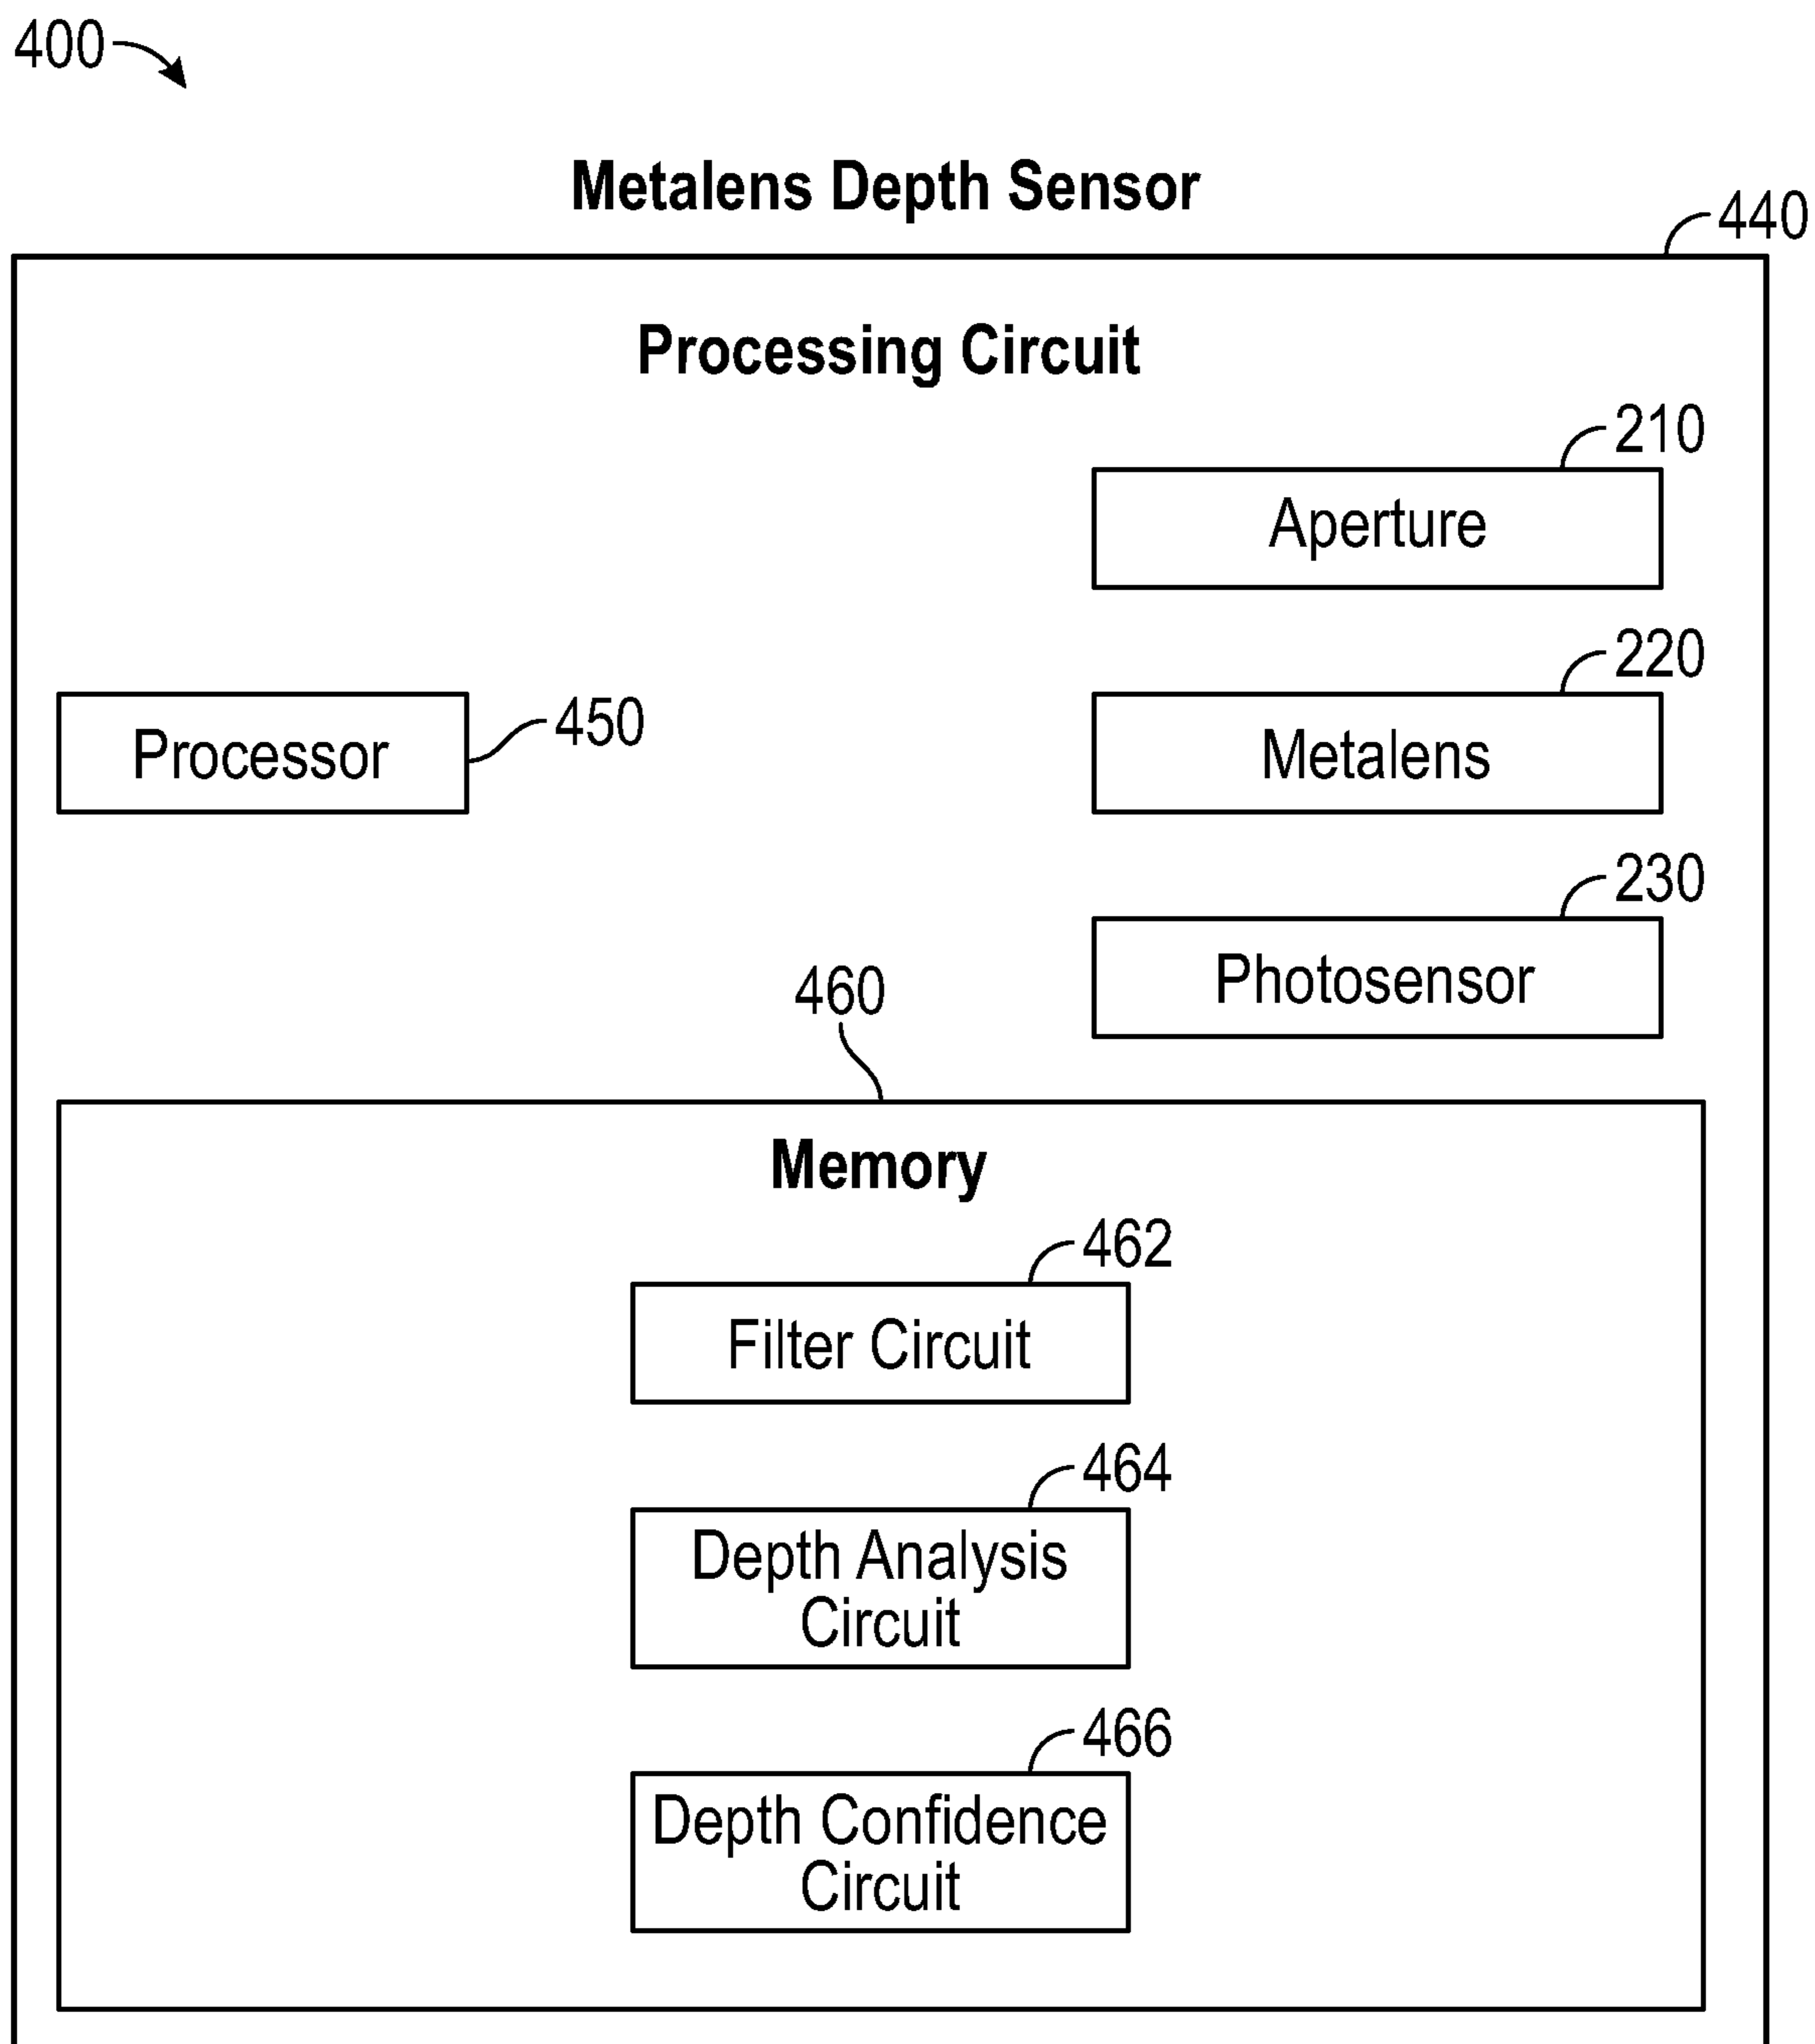 400
Metalens Depth Sensor
440
Processing Circuit
210
Aperture
220
Processor
450
Metalens
230
Photosensor
460
Memory
462
Filter Circuit
464
Depth Analysis
Circuit
466
Depth Confidence
Circuit